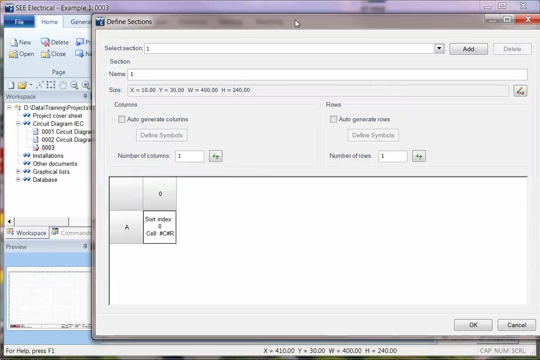 SEE Electrical - Example 1:0003
File
Home
Genera
New
Delete
Open
Close
Page
Workspace
D:\Data\Training\Projects\
Project cover sheet
Circuit Diagram IEC
0001 Circuit Diagram
0002 Circuit Diagram
0003
Installations
Other documents
Graphical lists
Database
Workspace
Commands
Preview
Define Sections
Select section:
1
Add
Delete
Section
Name:
1
Size:
X = 10.00 Y = 30.00 W = 400.00 H = 240.00
Columns
Rows
Auto generate columns
Auto generate rows
Define Symbols
Define Symbols
Number of columns:
1
Number of rows:
1
0
A
Sort index:
0
Cell: #C#R
OK
Cancel
For Help, press F1
X = 410.00 Y = 30.00 W = 400.00 H = 240.00
CAP NUM SCRL